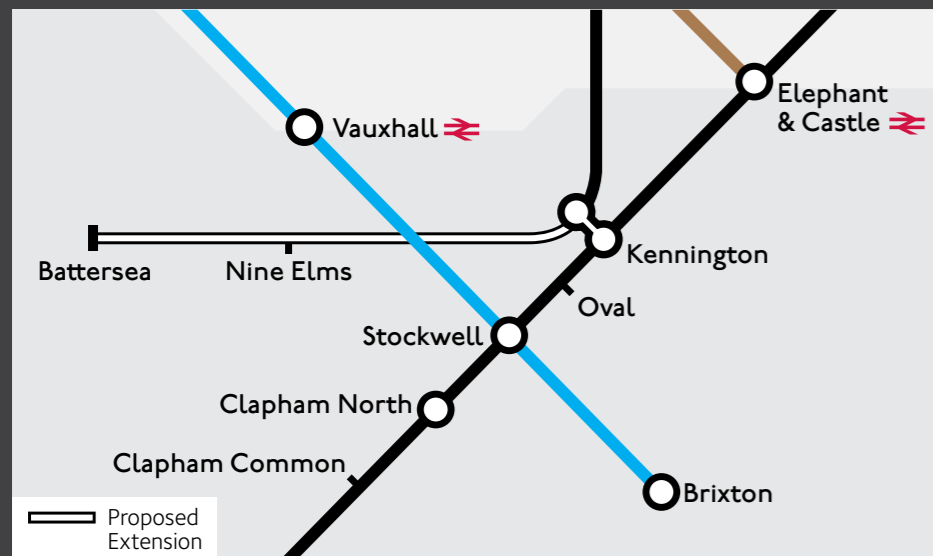 Elephant
& Castle
Vauxhall
Kennington
Battersea
Nine Elms
Oval
Stockwell
Clapham North
Clapham Common
Brixton
Proposed
Extension